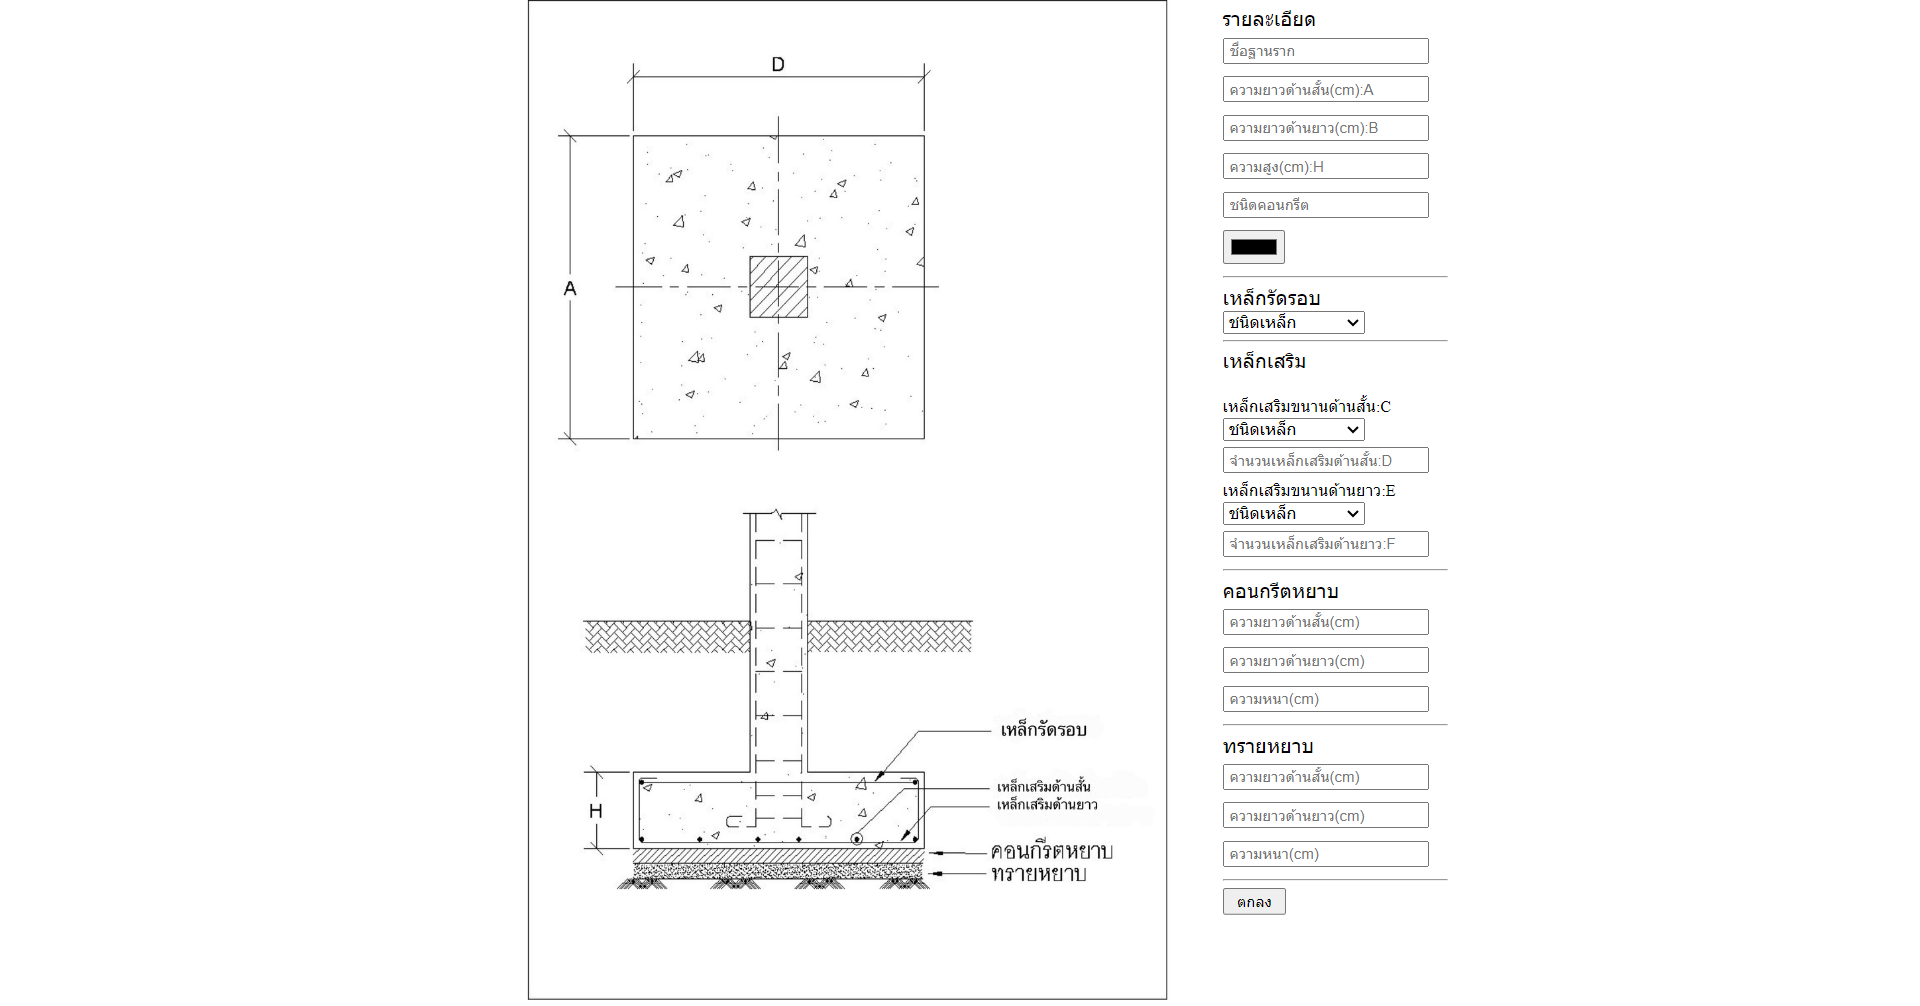 D
A
H
เหล็กรัดรอบ
เหล็กเสริมด้านสั้น
เหล็กเสริมด้านยาว
คอนกรีตหยาบ
ทรายหยาบ
รายละเอียด
ชื่อฐานราก
ความยาวด้านสั้น(cm):A
ความยาวด้านยาว(cm):B
ความสูง(cm):H
ชนิดคอนกรีต
เหล็กรัดรอบ
ชนิดเหล็ก
เหล็กเสริม
เหล็กเสริมขนานด้านสั้น:C
ชนิดเหล็ก
จำนวนเหล็กเสริมด้านสั้น:D
เหล็กเสริมขนานด้านยาว:E
ชนิดเหล็ก
จำนวนเหล็กเสริมด้านยาว:F
คอนกรีตหยาบ
ความยาวด้านสั้น(cm)
ความยาวด้านยาว(cm)
ความหนา(cm)
ทรายหยาบ
ความยาวด้านสั้น(cm)
ความยาวด้านยาว(cm)
ความหนา(cm)
ตกลง